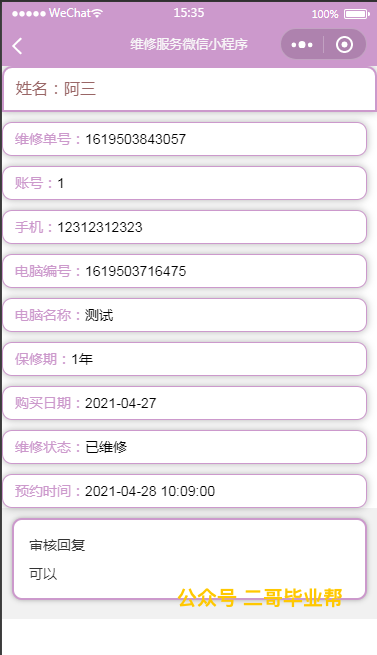 WeChat 15:35 100%
维修服务微信小程序
姓名：阿三
维修单号：1619503843057
账号：1
手机：12312312323
电脑编号：1619503716475
电脑名称：测试
保修期：1年
购买日期：2021-04-27
维修状态：已维修
预约时间：2021-04-28 10:09:00
审核回复
可以
公众号 二哥毕业帮